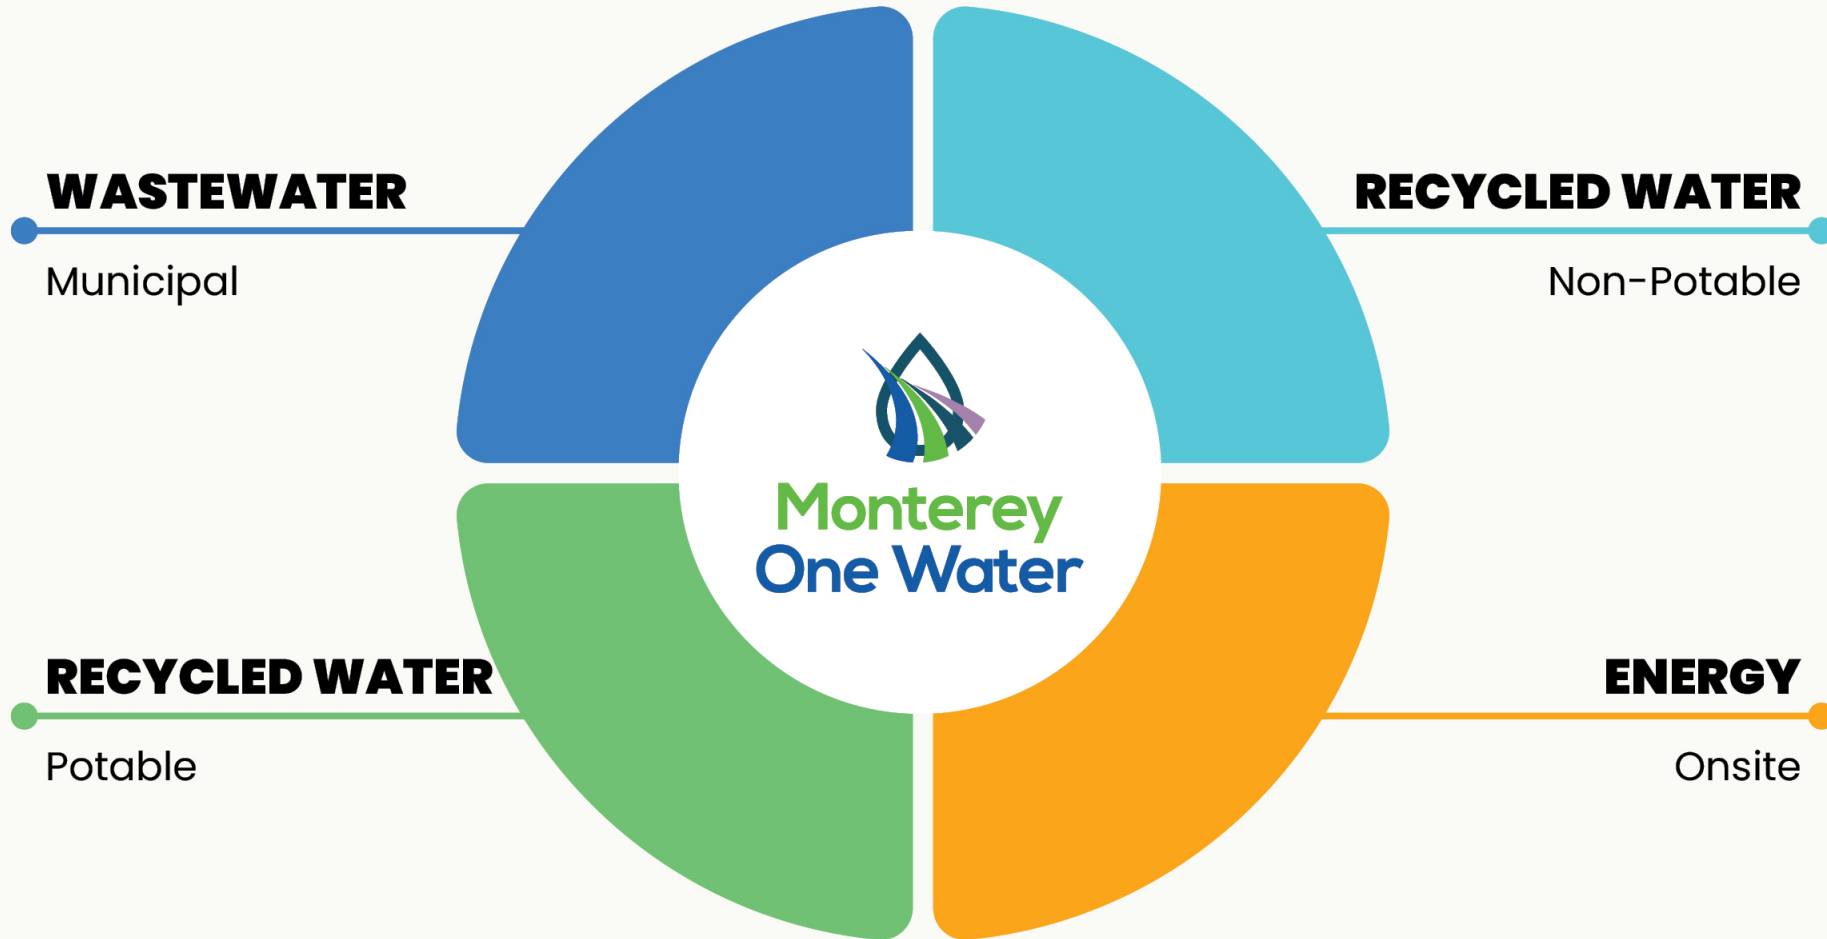 WASTEWATER
Municipal
RECYCLED WATER
Non-Potable
Monterey
One Water
RECYCLED WATER
Potable
ENERGY
Onsite